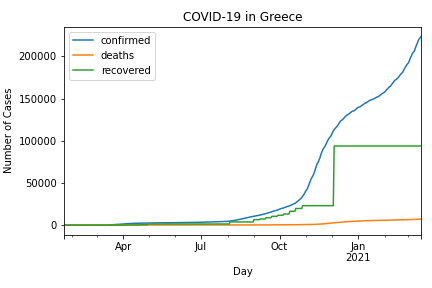 COVID-19 in Greece
confirmed
deaths
recovered
200000
150000
100000
50000
0
Number of Cases
Apr
Jul
Oct
Jan
2021
Day